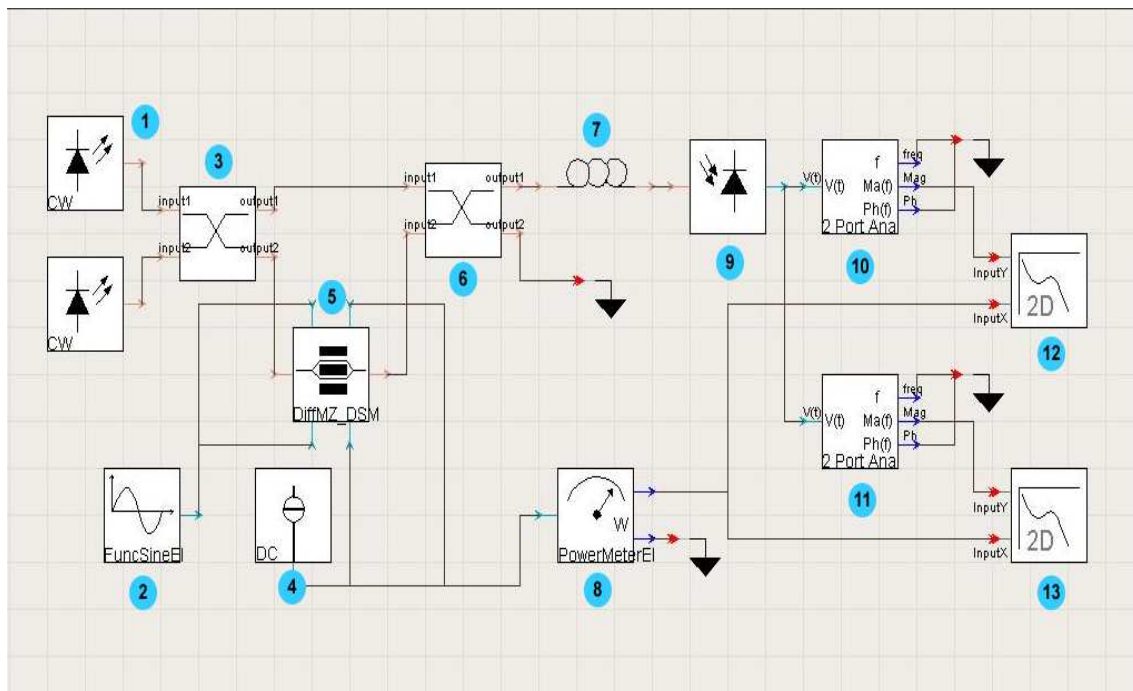 1
CW
3
input1
output1
input2
output2
CW
2
FuncSineEl
4
DC
5
DiffMZ_DSM
6
input1
output1
input2
output2
7
8
W
PowerMeterEl
9
10
V(t)
V(t)
f
freq
Ma(f)
Mag
Ph(f)
Ph
2 Port Ana
11
V(t)
V(t)
f
freq
Ma(f)
Mag
Ph(f)
Ph
2 Port Ana
12
InputY
InputX
2D
13
InputY
InputX
2D